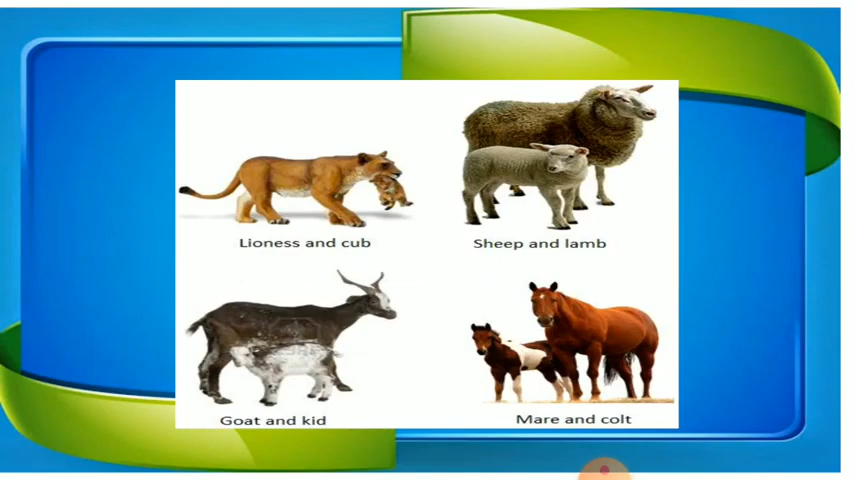 Lioness and cub
Sheep and lamb
Goat and kid
Mare and colt